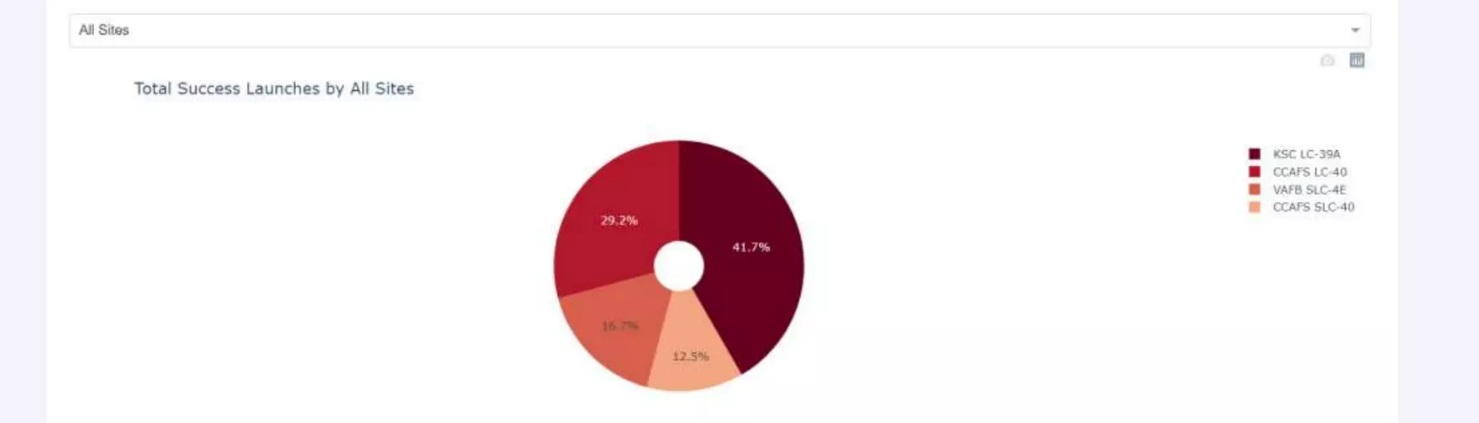 All Sites
Total Success Launches by All Sites
KSC LC-39A
CCAFS LC-40
VAFB SLC-4E
CCAFS SLC-40
29.2%
41.7%
16.7%
12.5%